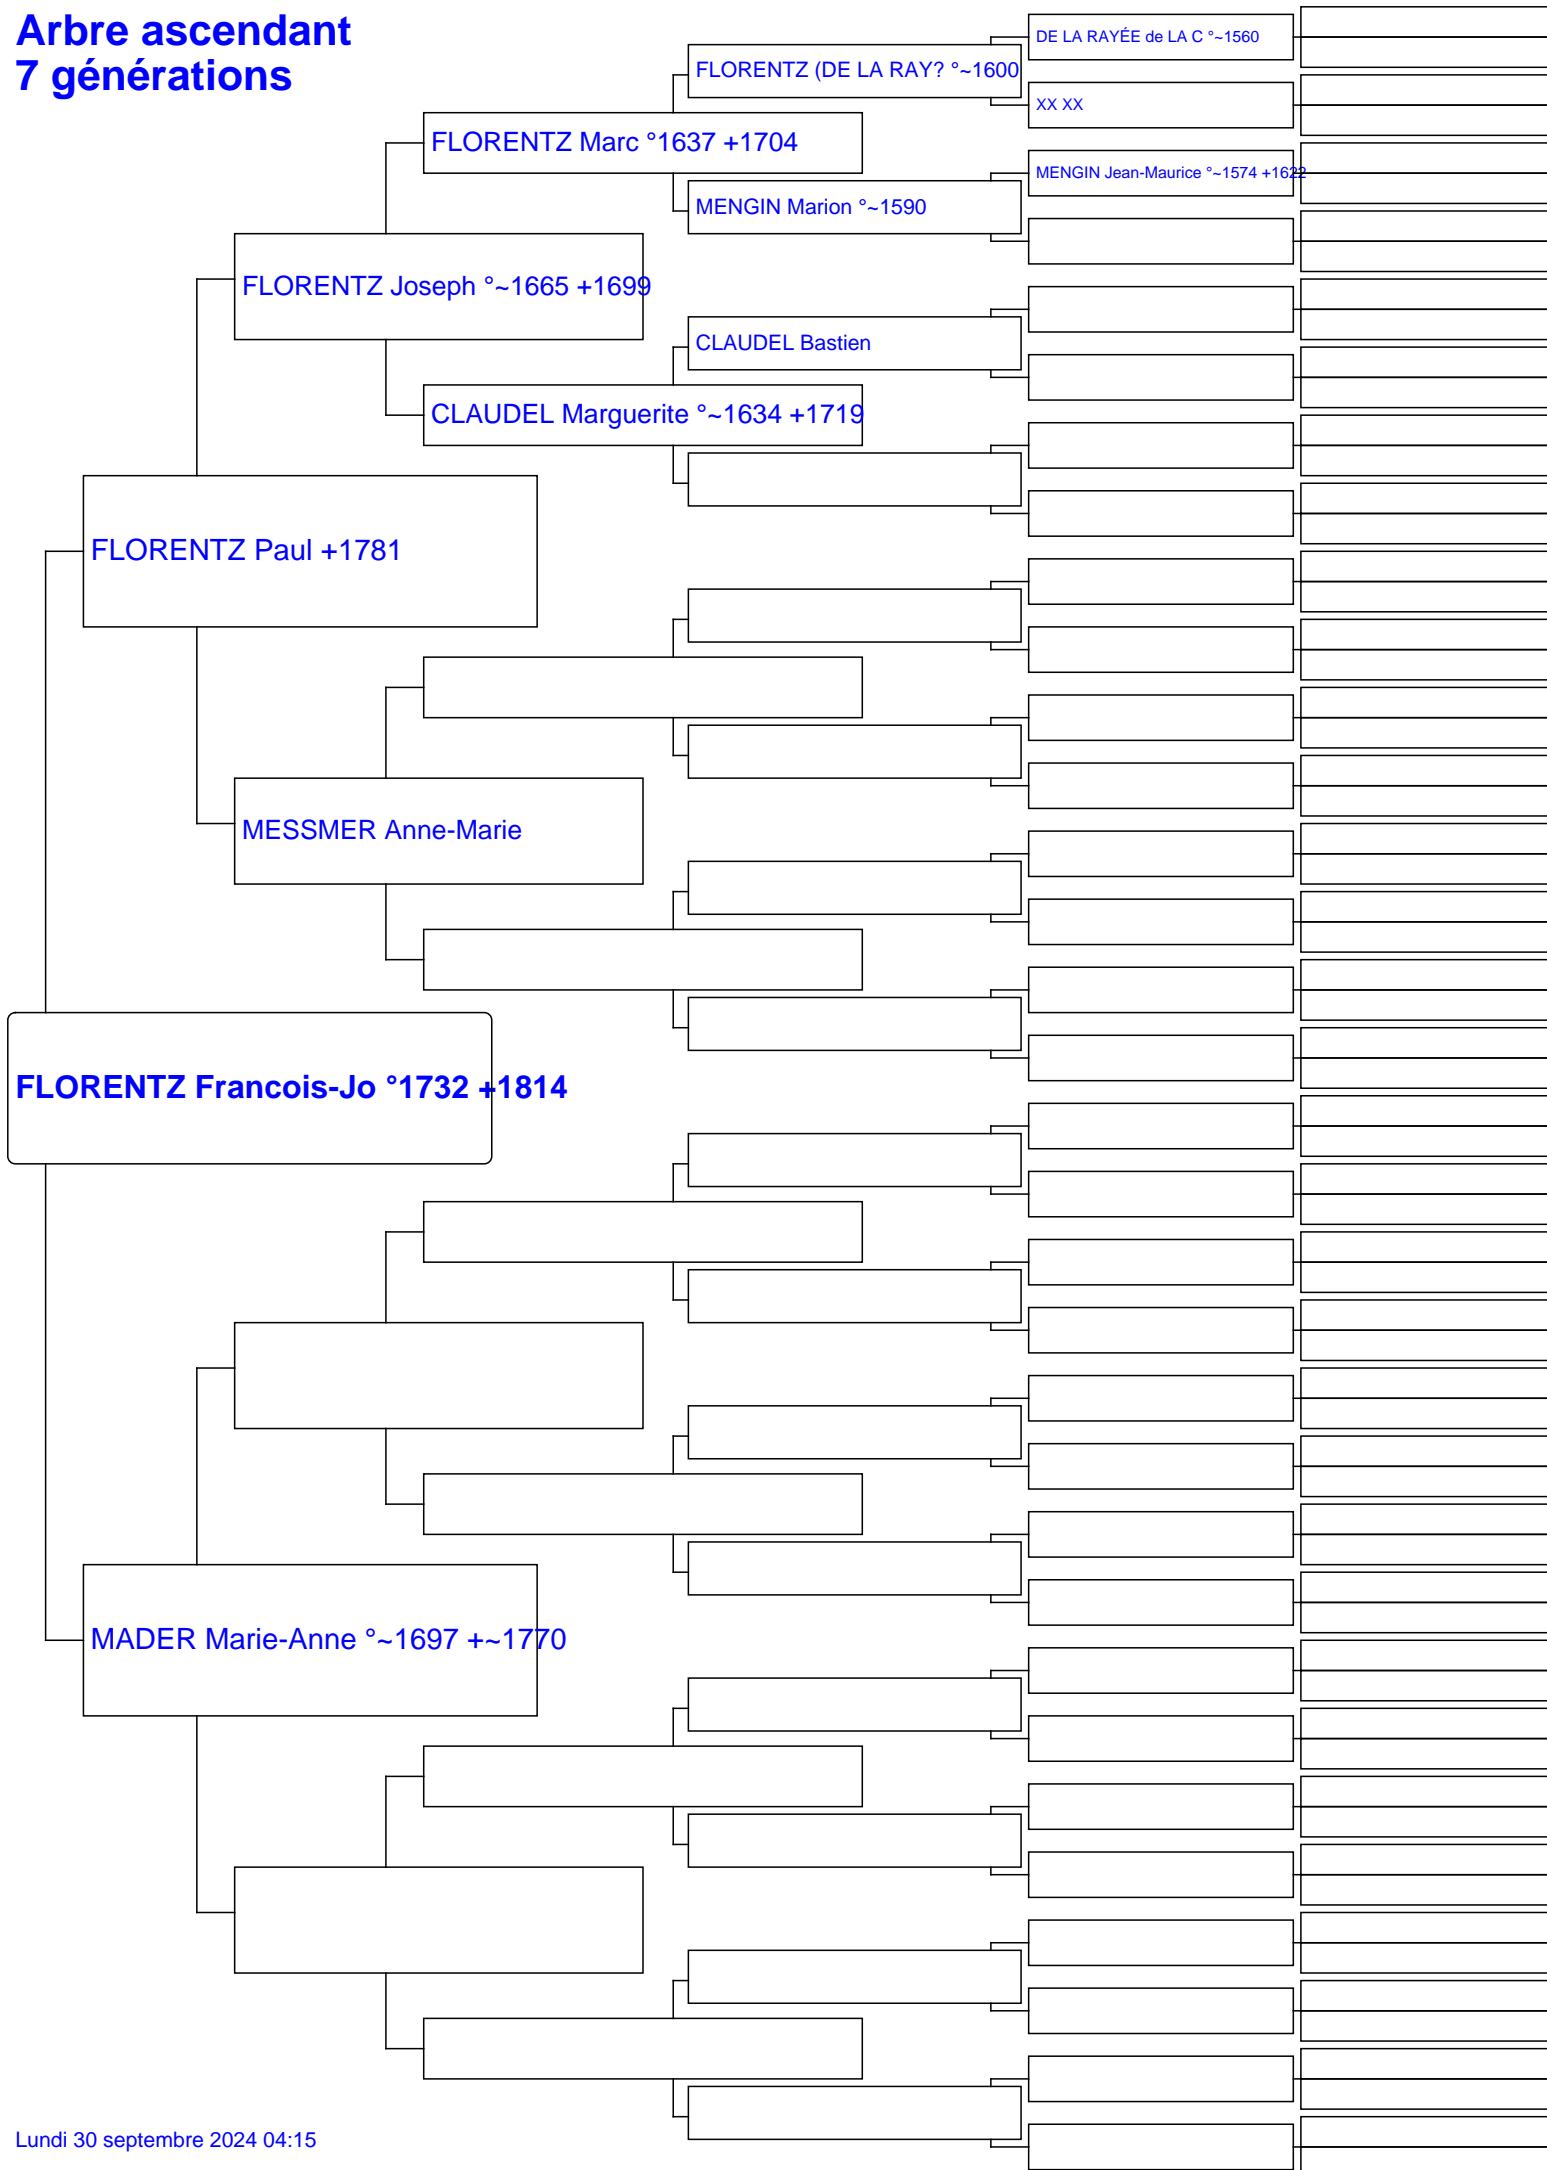 Arbre ascendant
7 générations
DE LA RAYÉE de LA C °~1560
FLORENTZ (DE LA RAY? °~1600
XX XX
FLORENTZ Marc °1637 +1704
MENGIN Jean-Maurice °~1574 +1622
MENGIN Marion °~1590
FLORENTZ Joseph °~1665 +1699
CLAUDEL Bastien
CLAUDEL Marguerite °~1634 +1719
FLORENTZ Paul +1781
MESSMER Anne-Marie
FLORENTZ Francois-Jo °1732 +1814
MADER Marie-Anne °~1697 +~1770
Lundi 30 septembre 2024 04:15